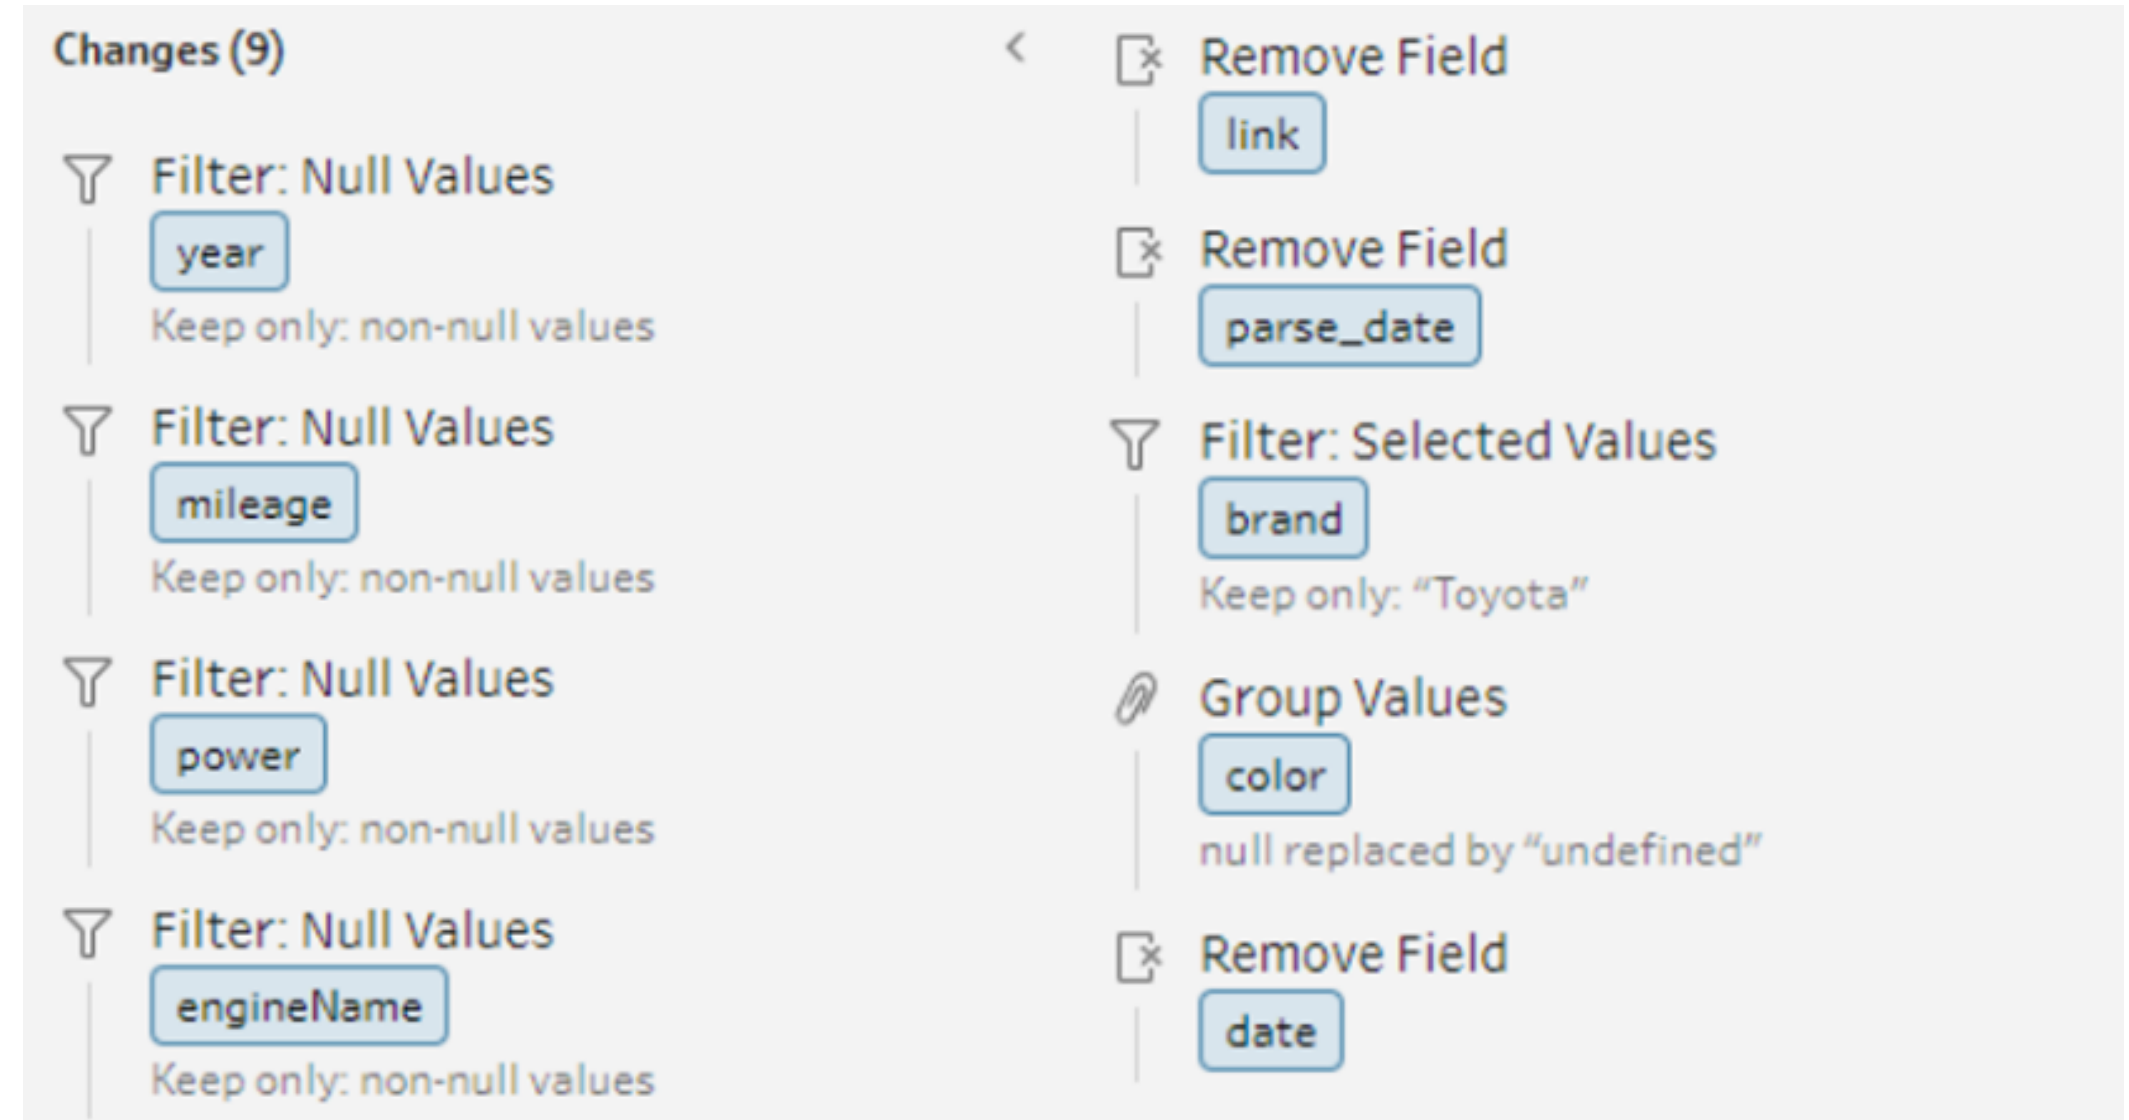 Changes (9)
Filter: Null Values
year
Keep only: non-null values
Filter: Null Values
mileage
Keep only: non-null values
Filter: Null Values
power
Keep only: non-null values
Filter: Null Values
engineName
Keep only: non-null values
Remove Field
link
Remove Field
parse_date
Filter: Selected Values
brand
Keep only: “Toyota”
Group Values
color
null replaced by “undefined”
Remove Field
date